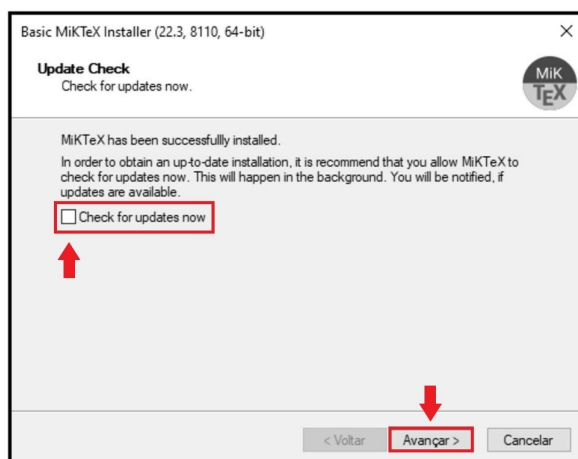 Basic MiKTeX Installer (22.3, 8110, 64-bit)
Update Check
Check for updates now.
MiK
TEX
MiKTeX has been successfullly installed.
In order to obtain an up-to-date installation, it is recommend that you allow MiKTeX to
check for updates now. This will happen in the background. You will be notified, if
updates are available.
Check for updates now
< Voltar
Avançar >
Cancelar